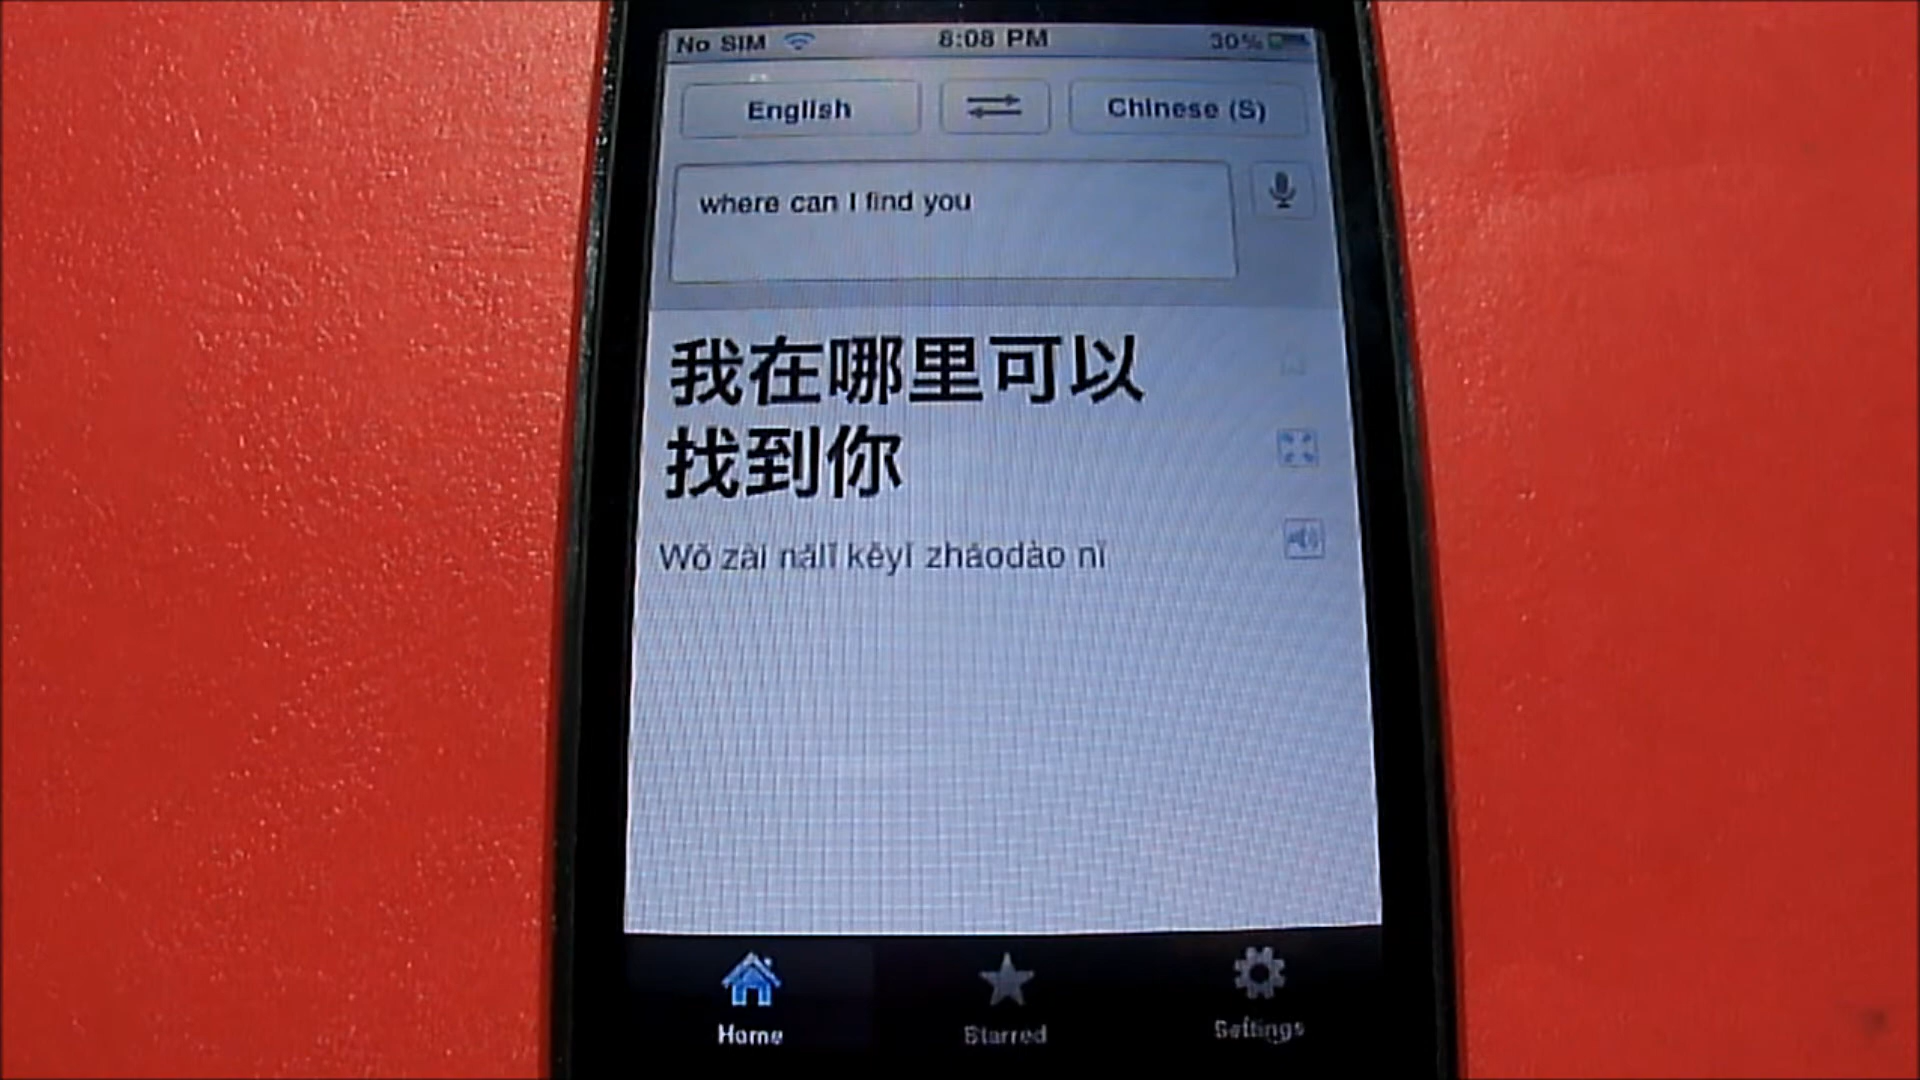 No SIM 8:08 PM 30%
English Chinese (S)
where can I find you
我在哪里可以
找到你
Wǒ zài nǎlǐ kěyǐ zhǎodào nǐ
Home Starred Settings